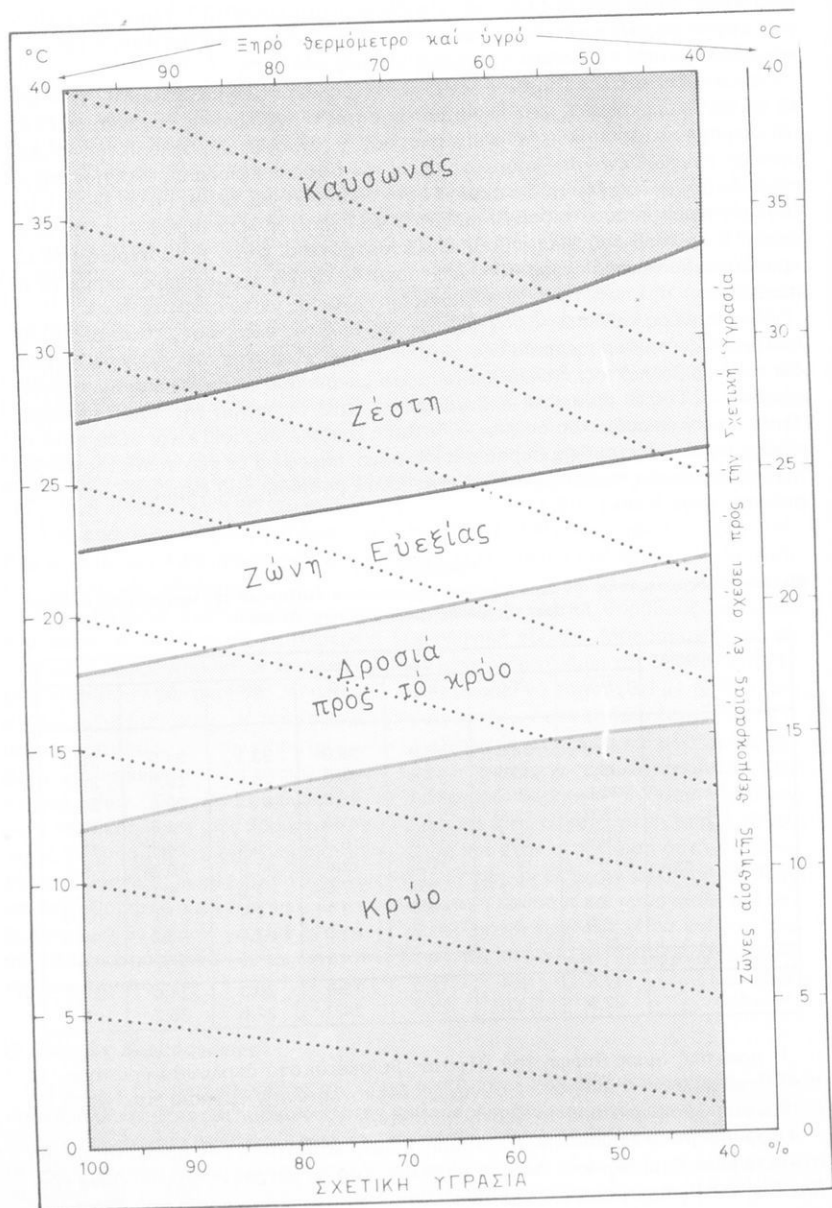 Ξηρό θερμόμετρο καί ὑγρό
°C
°C
90 80 70 60 50 40
40
40
Καύσωνας
35
35
30
30
Ζέστη
25
25
Ζώνη Εὐεξίας
20
20
Δροσιά
πρός τό κρύο
15
15
10
10
Κρύο
5
5
0
0
100 90 80 70 60 50 40 %
ΣΧΕΤΙΚΗ ΥΓΡΑΣΙΑ
Ζῶνες αἰσθητῆς θερμοκρασίας ἐν σχέσει πρός τήν Σχετική Ὑγρασία